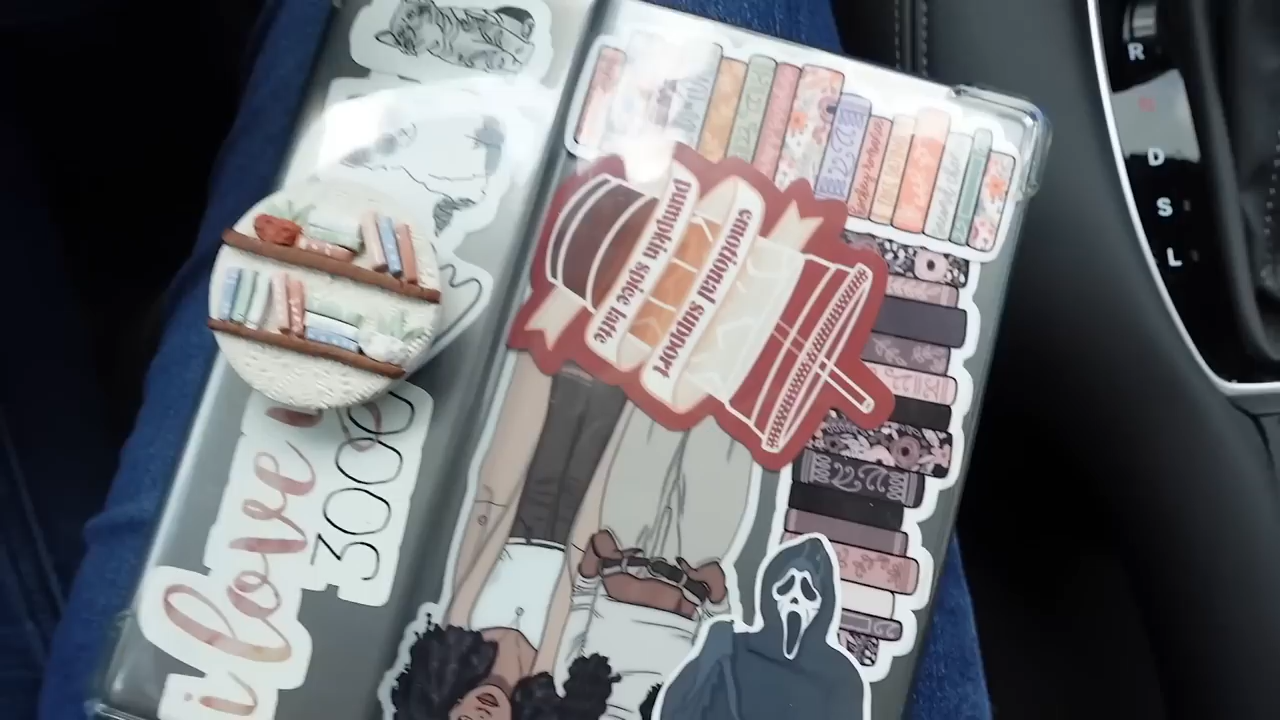 emotional support
pumpkin spice latte
i love
3000
R
D
S
L